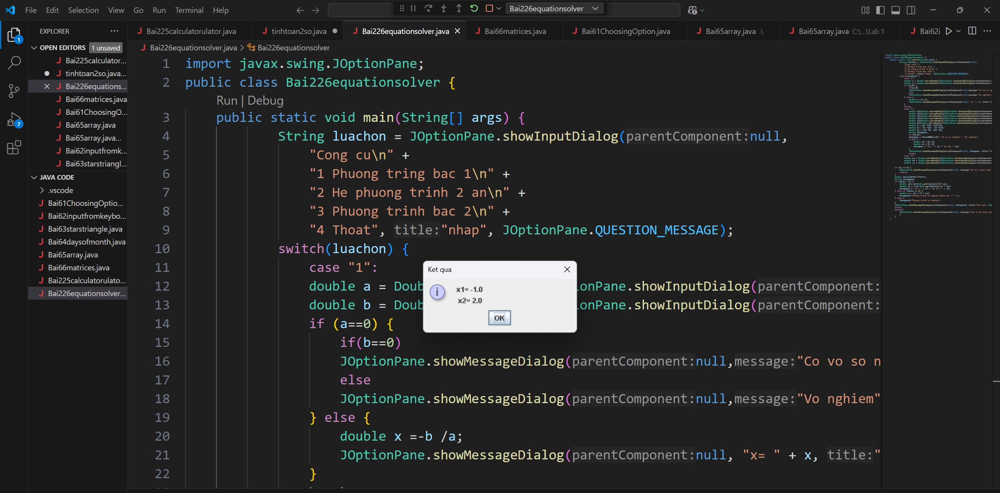 File Edit Selection View Go Run Terminal Help
Bai226equationsolver
EXPLORER
Bai225calculatorulator.java
tinhtoan2so.java
Bai226equationsolver.java
Bai66matrices.java
Bai61ChoosingOption.java
Bai65array.java .\
Bai65array.java C:\...\Lab 1
Bai62i
OPEN EDITORS 1 unsaved
Bai225calculator...
tinhtoan2so.java...
Bai226equations...
Bai66matrices.java
Bai61ChoosingO...
Bai65array.java
Bai65array.java...
Bai62inputfromk...
Bai63starstriangl...
JAVA CODE
.vscode
Bai61ChoosingOptio...
Bai62inputfromkeybo...
Bai63starstriangle.java
Bai64daysofmonth.java
Bai65array.java
Bai66matrices.java
Bai225calculatorulato...
Bai226equationsolver...
1
7
Bai226equationsolver.java > Bai226equationsolver
1 import javax.swing.JOptionPane;
2 public class Bai226equationsolver {
Run | Debug
3 public static void main(String[] args) {
4 String luachon = JOptionPane.showInputDialog(parentComponent:null,
5 "Cong cu\n" +
6 "1 Phuong tring bac 1\n" +
7 "2 He phuong trinh 2 an\n" +
8 "3 Phuong trinh bac 2\n" +
9 "4 Thoat", title:"nhap", JOptionPane.QUESTION_MESSAGE);
10 switch(luachon) {
11 case "1":
12 double a = Doub onPane.showInputDialog(parentComponent:
13 double b = Doub onPane.showInputDialog(parentComponent:
14 if (a==0) {
15 if(b==0)
16 JOptionPane.showMessageDialog(parentComponent:null,message:"Co vo so n
17 else
18 JOptionPane.showMessageDialog(parentComponent:null,message:"Vo nghiem"
19 } else {
20 double x =-b /a;
21 JOptionPane.showMessageDialog(parentComponent:null, "x= " + x, title:"
22 }
Ket qua
x1= -1.0
x2= 2.0
OK